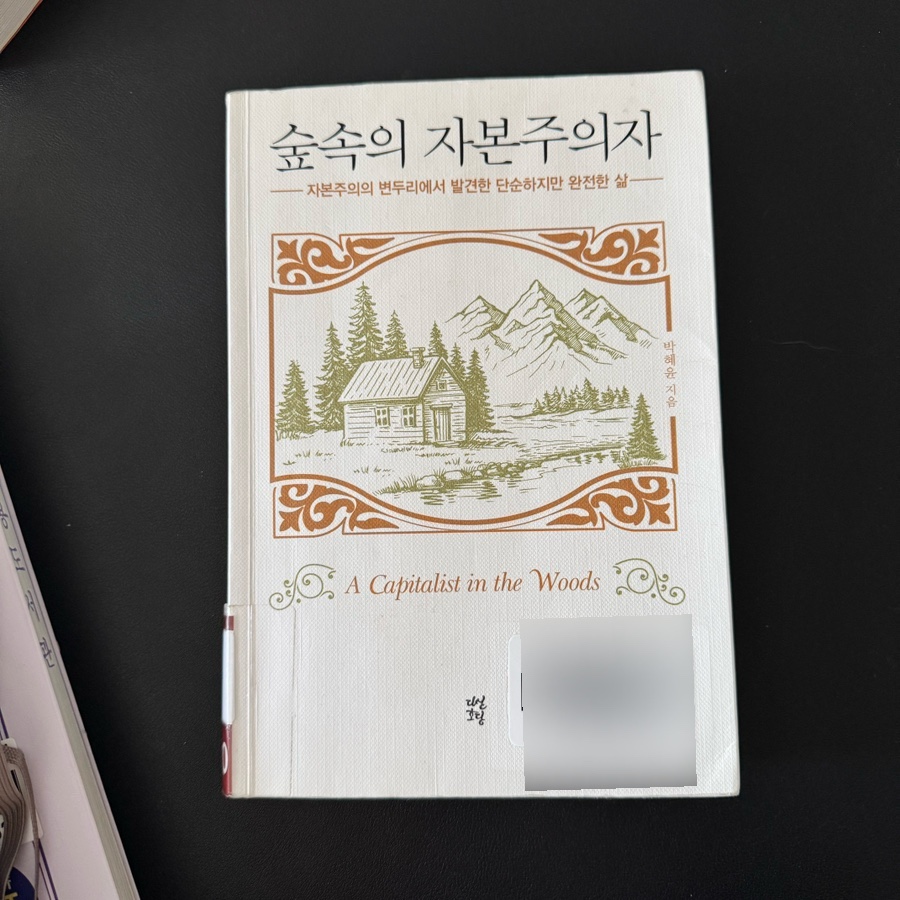 숲속의 자본주의자
자본주의의 변두리에서 발견한 단순하지만 완전한 삶
박혜윤 지음
A Capitalist in the Woods
다산
초당